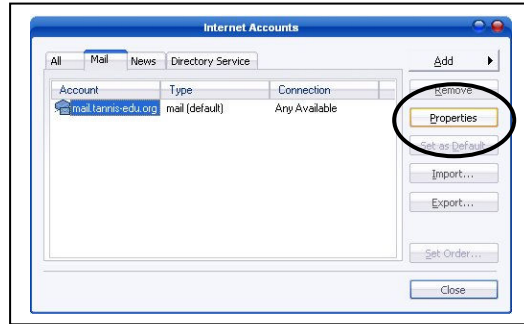 Internet Accounts
All Mail News Directory Service
Add
Account Type Connection
mail.tannis-edu.org mail (default) Any Available
Remove
Properties
Set as Default
Import...
Export...
Set Order...
Close